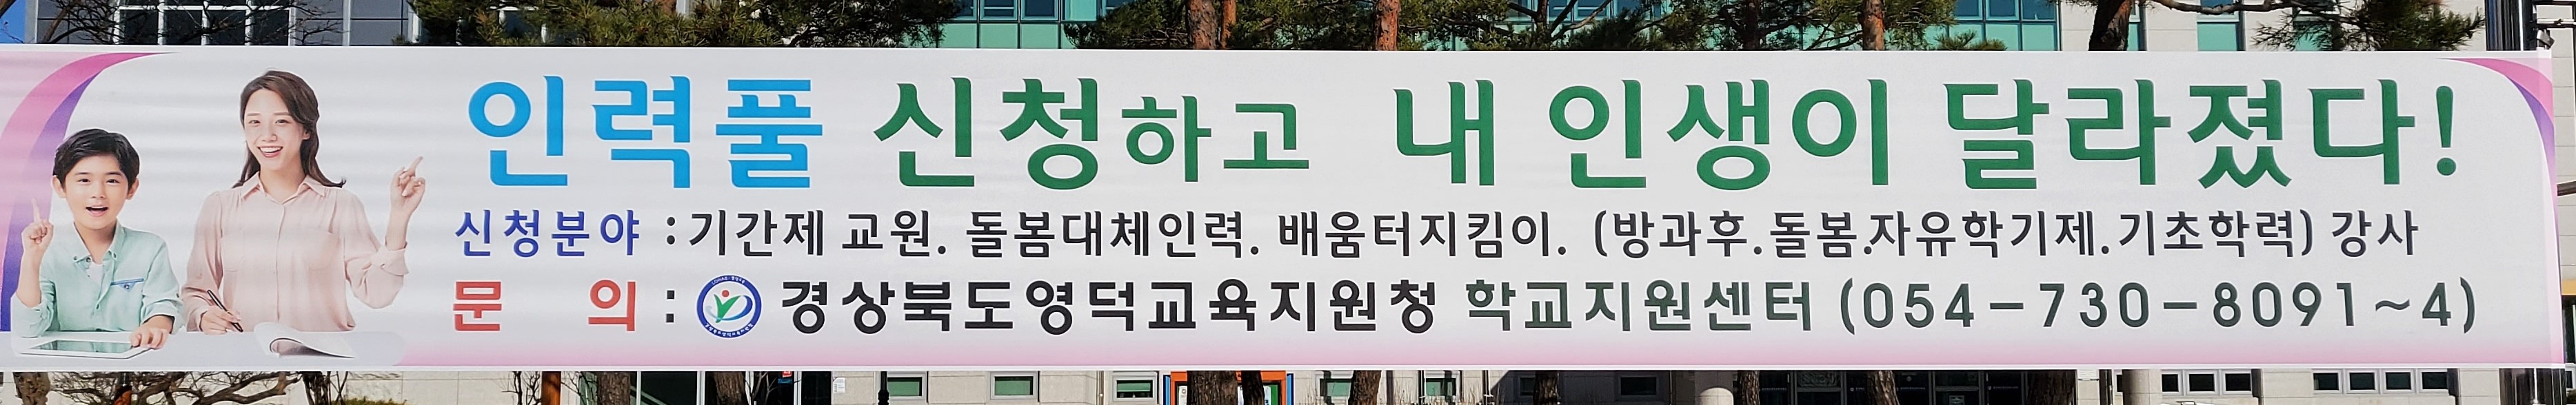 인력풀 신청하고 내 인생이 달라졌다!
신청분야 : 기간제 교원. 돌봄대체인력. 배움터지킴이. (방과후.돌봄.자유학기제.기초학력) 강사
문 의 : 경상북도영덕교육지원청 학교지원센터 (054-730-8091~4)